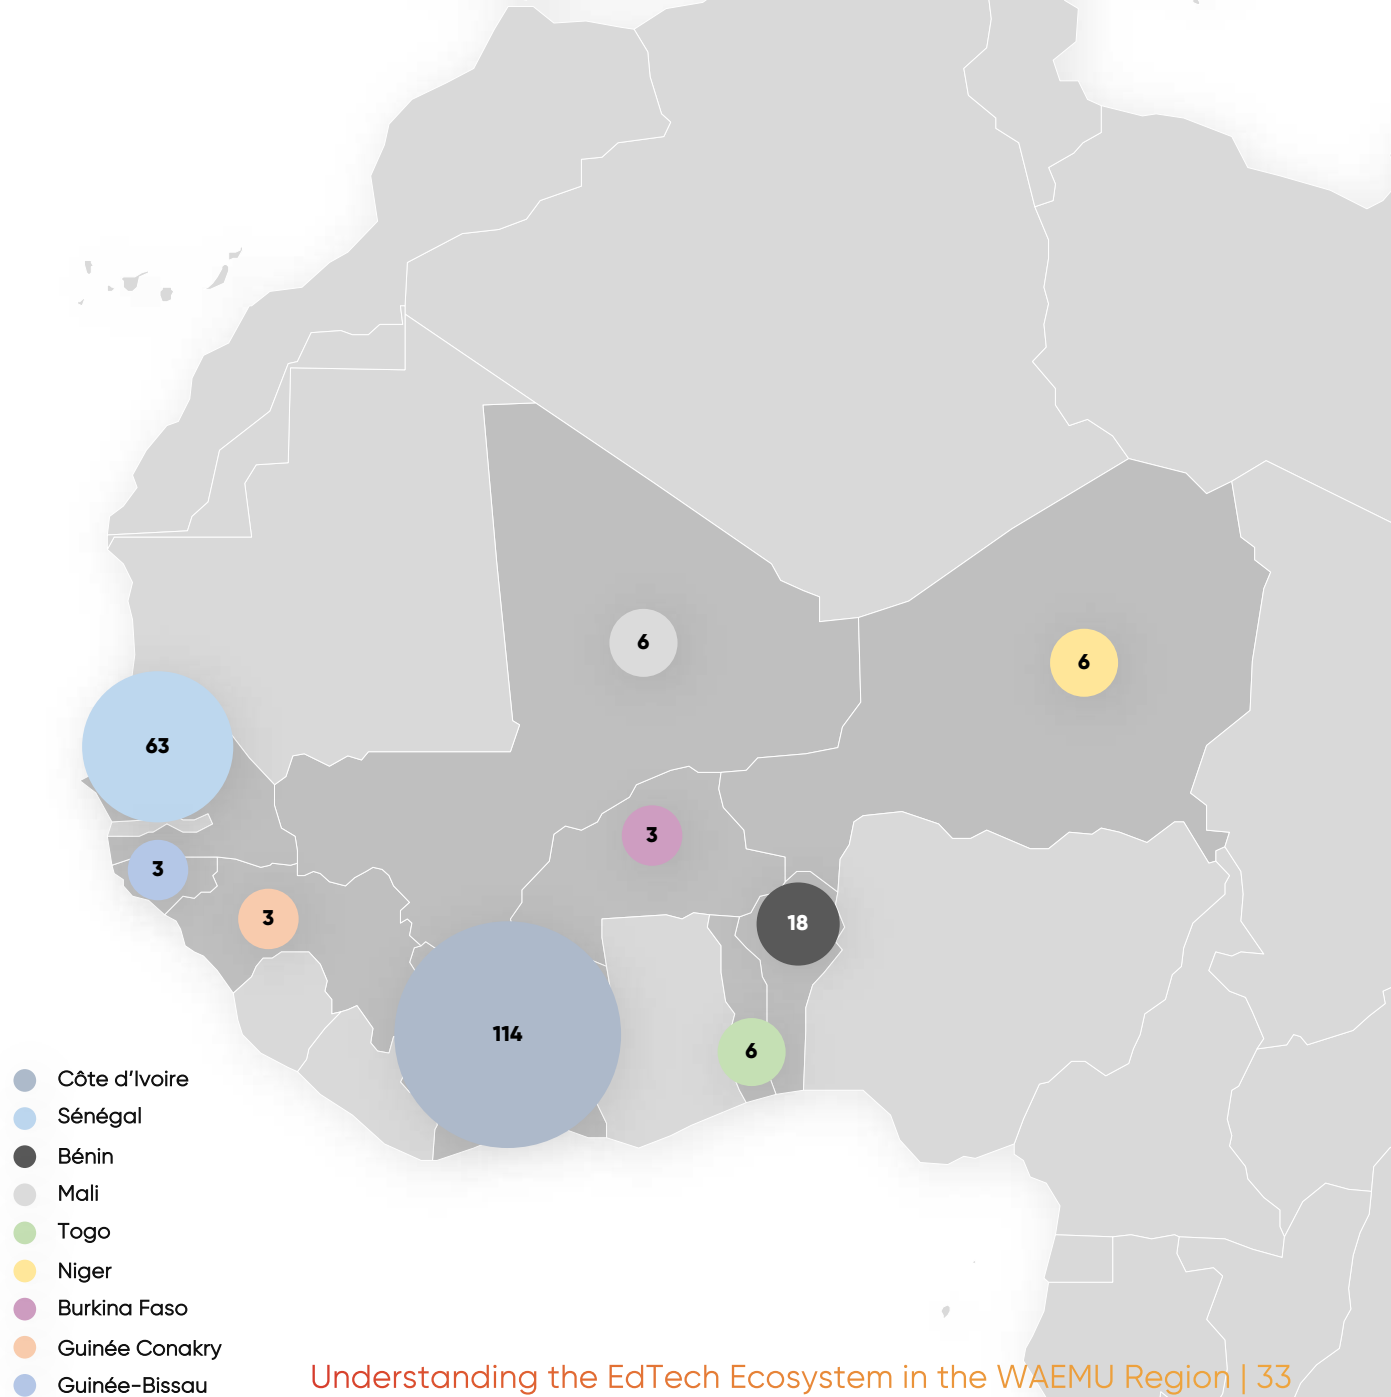 6
6
63
3
3
3
18
114
6
Côte d’Ivoire
Sénégal
Bénin
Mali
Togo
Niger
Burkina Faso
Guinée Conakry
Guinée-Bissau
Understanding the EdTech Ecosystem in the WAEMU Region | 33